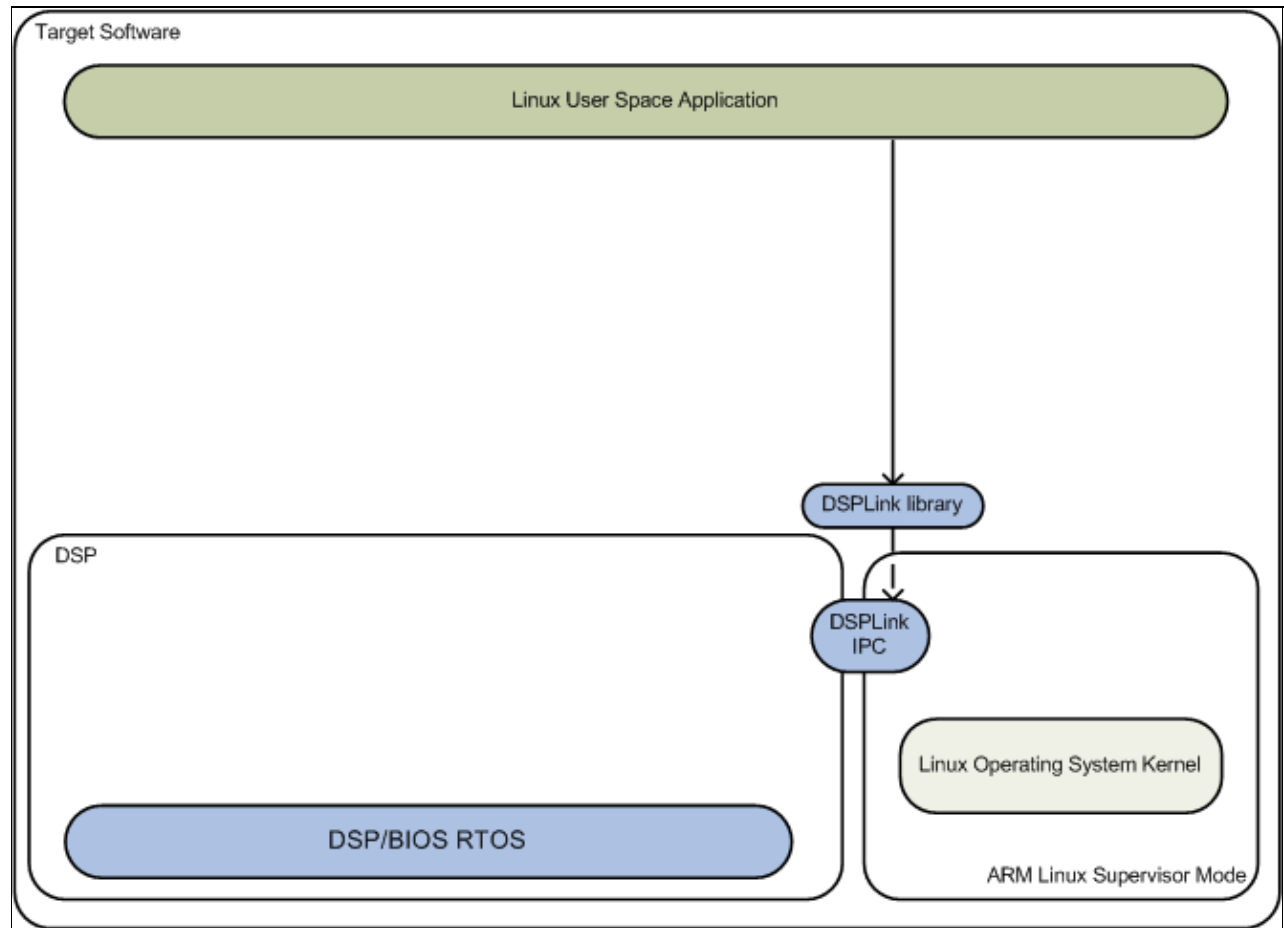 Target Software
Linux User Space Application
DSPLink library
DSP
DSPLink
IPC
Linux Operating System Kernel
DSP/BIOS RTOS
ARM Linux Supervisor Mode